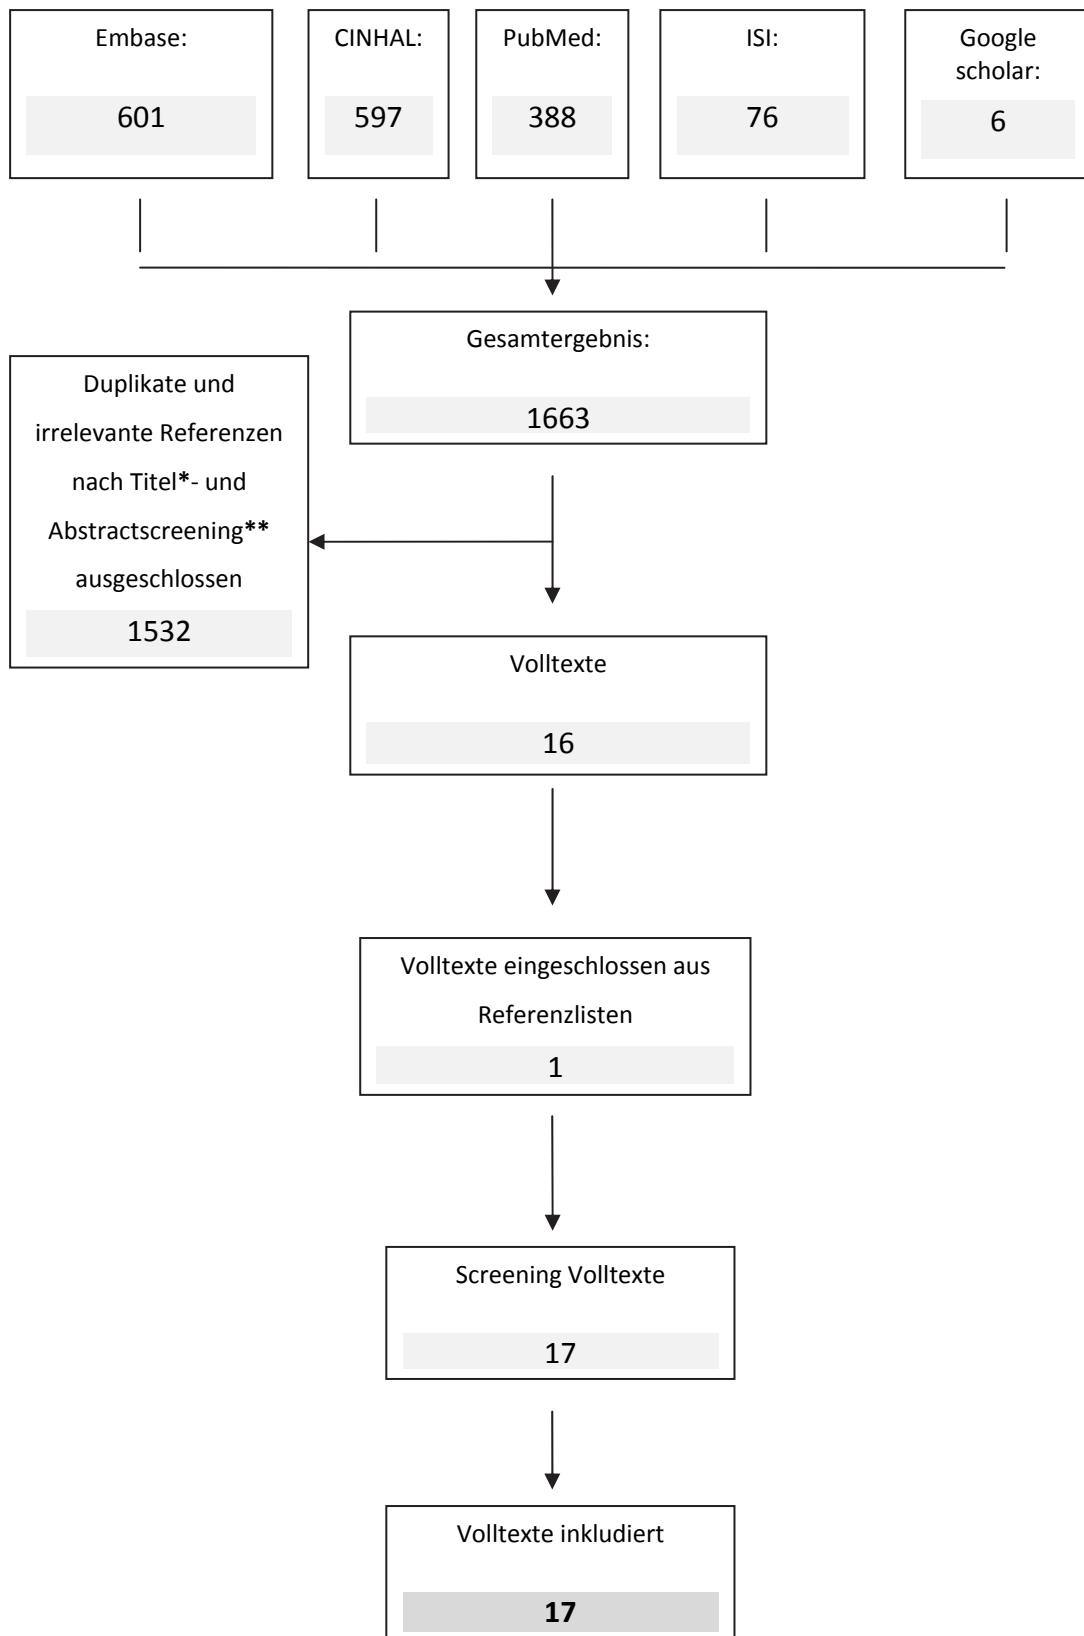 Embase:
601
CINHAL:
597
PubMed:
388
ISI:
76
Google
scholar:
6
Gesamtergebnis:
1663
Duplikate und
irrelevante Referenzen
nach Titel*- und
Abstractscreening**
ausgeschlossen
1532
Volltexte
16
Volltexte eingeschlossen aus
Referenzlisten
1
Screening Volltexte
17
Volltexte inkludiert
17